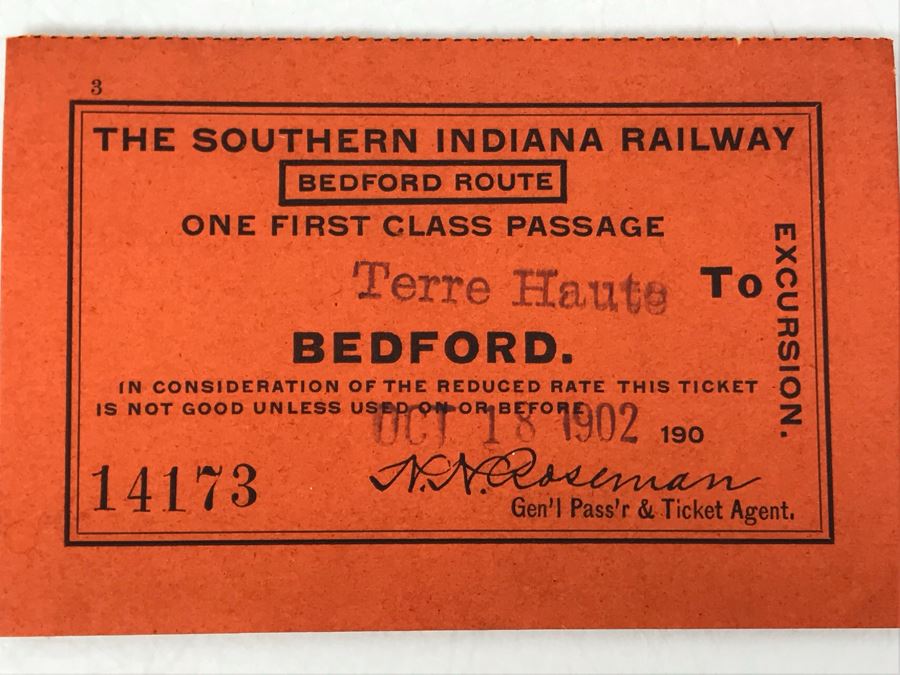 3
THE SOUTHERN INDIANA RAILWAY
BEDFORD ROUTE
ONE FIRST CLASS PASSAGE
Terre Haute To
BEDFORD.
EXCURSION.
IN CONSIDERATION OF THE REDUCED RATE THIS TICKET
IS NOT GOOD UNLESS USED ON OR BEFORE
OCT 18 1902 190
14173
N.N. Roseman
Gen'l Pass'r & Ticket Agent.